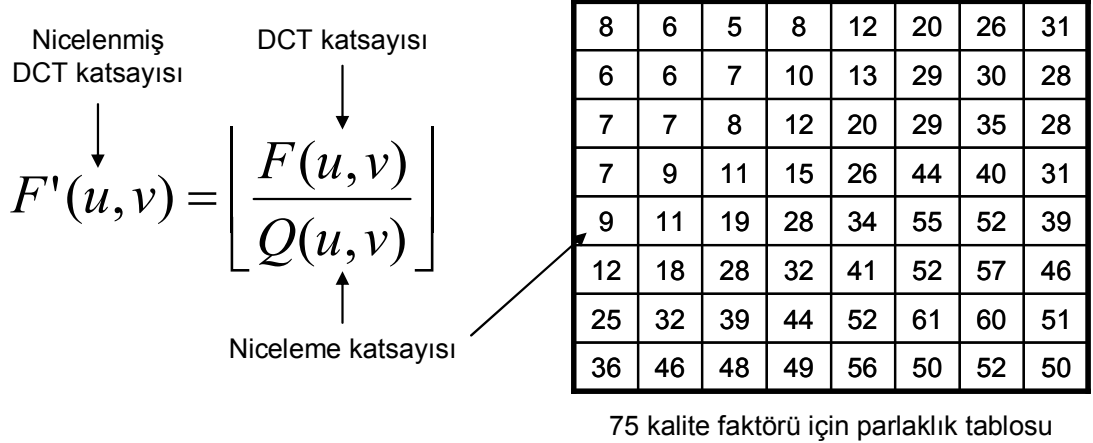 Nicelenmiş
DCT katsayısı
DCT katsayısı
F'(u,v) = ⌊F(u,v) / Q(u,v)⌋
Niceleme katsayısı
8 6 5 8 12 20 26 31
6 6 7 10 13 29 30 28
7 7 8 12 20 29 35 28
7 9 11 15 26 44 40 31
9 11 19 28 34 55 52 39
12 18 28 32 41 52 57 46
25 32 39 44 52 61 60 51
36 46 48 49 56 50 52 50
75 kalite faktörü için parlaklık tablosu